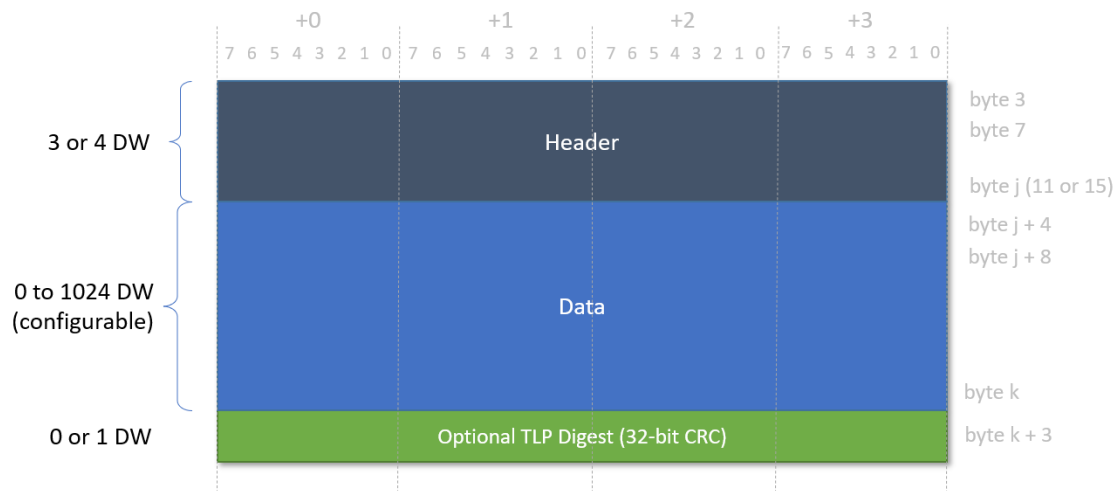 +0 +1 +2 +3
7 6 5 4 3 2 1 0 7 6 5 4 3 2 1 0 7 6 5 4 3 2 1 0 7 6 5 4 3 2 1 0
byte 3
3 or 4 DW
Header
byte 7
byte j (11 or 15)
byte j + 4
byte j + 8
0 to 1024 DW
(configurable)
Data
byte k
0 or 1 DW
Optional TLP Digest (32-bit CRC)
byte k + 3